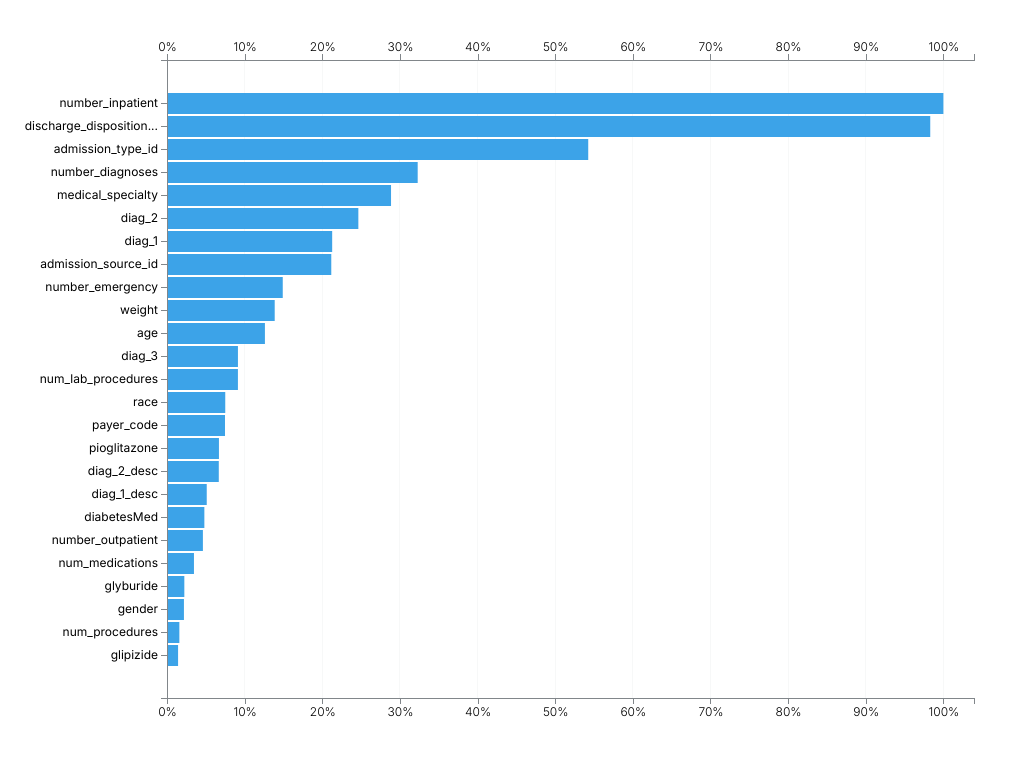 0% 10% 20% 30% 40% 50% 60% 70% 80% 90% 100%
number_inpatient
discharge_disposition...
admission_type_id
number_diagnoses
medical_specialty
diag_2
diag_1
admission_source_id
number_emergency
weight
age
diag_3
num_lab_procedures
race
payer_code
pioglitazone
diag_2_desc
diag_1_desc
diabetesMed
number_outpatient
num_medications
glyburide
gender
num_procedures
glipizide
0% 10% 20% 30% 40% 50% 60% 70% 80% 90% 100%